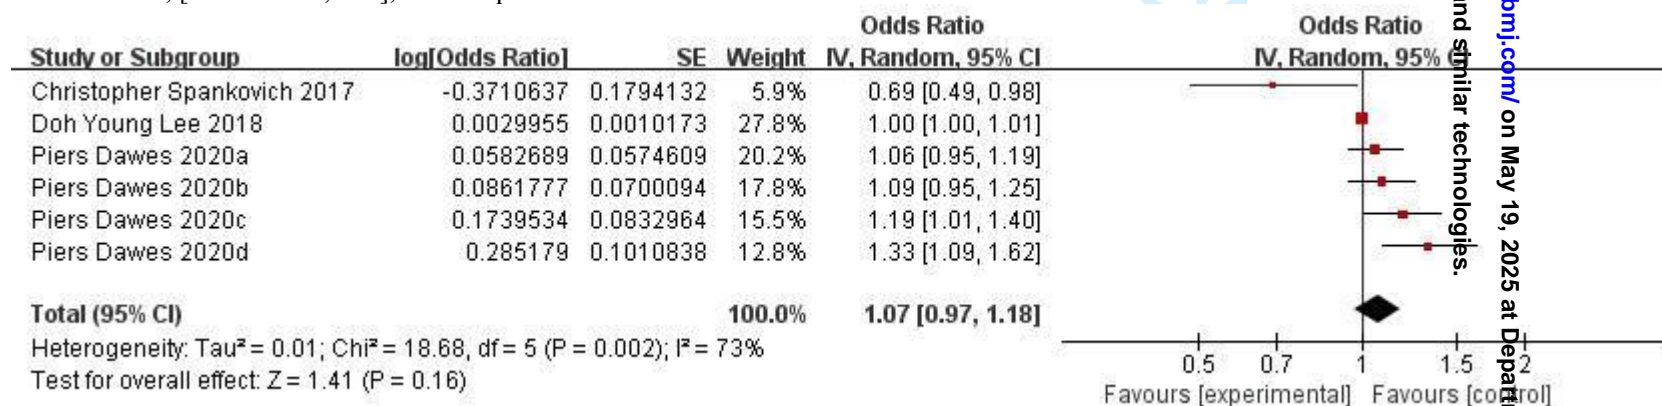 Odds Ratio Odds Ratio
Study or Subgroup log[Odds Ratio] SE Weight IV, Random, 95% CI IV, Random, 95% CI
Christopher Spankovich 2017 -0.3710637 0.1794132 5.9% 0.69 [0.49, 0.98]
Doh Young Lee 2018 0.0029955 0.0010173 27.8% 1.00 [1.00, 1.01]
Piers Dawes 2020a 0.0582689 0.0574609 20.2% 1.06 [0.95, 1.19]
Piers Dawes 2020b 0.0861777 0.0700094 17.8% 1.09 [0.95, 1.25]
Piers Dawes 2020c 0.1739534 0.0832964 15.5% 1.19 [1.01, 1.40]
Piers Dawes 2020d 0.285179 0.1010838 12.8% 1.33 [1.09, 1.62]
Total (95% CI) 100.0% 1.07 [0.97, 1.18]
Heterogeneity: Tau² = 0.01; Chi² = 18.68, df = 5 (P = 0.002); I² = 73%
Test for overall effect: Z = 1.41 (P = 0.16)
0.5 0.7 1 1.5 2
Favours [experimental] Favours [control]
and similar technologies.
bmj.com/ on May 19, 2025 at